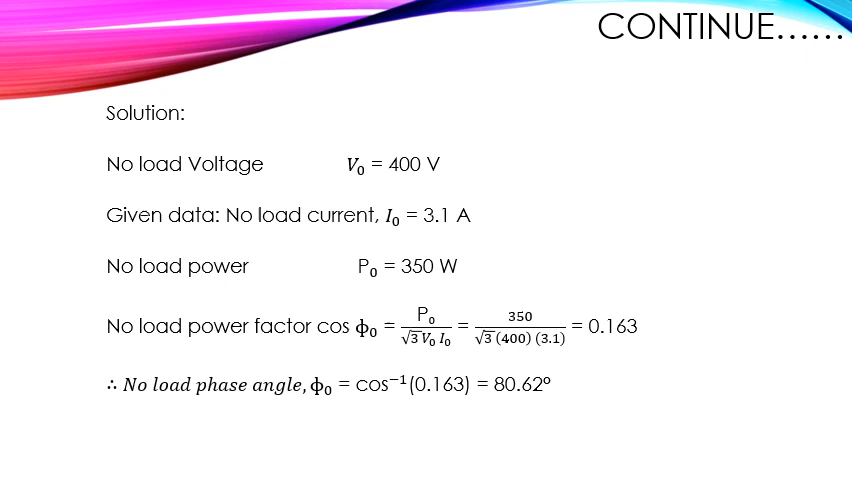 CONTINUE……
Solution:
No load Voltage 𝑉₀ = 400 V
Given data: No load current, 𝐼₀ = 3.1 A
No load power P₀ = 350 W
No load power factor cos ϕ₀ = Pₒ/(√3 𝑉₀ 𝐼₀) = 350/(√3 (400) (3.1)) = 0.163
∴ 𝑁𝑜 𝑙𝑜𝑎𝑑 𝑝ℎ𝑎𝑠𝑒 𝑎𝑛𝑔𝑙𝑒, ϕ₀ = cos⁻¹(0.163) = 80.62º